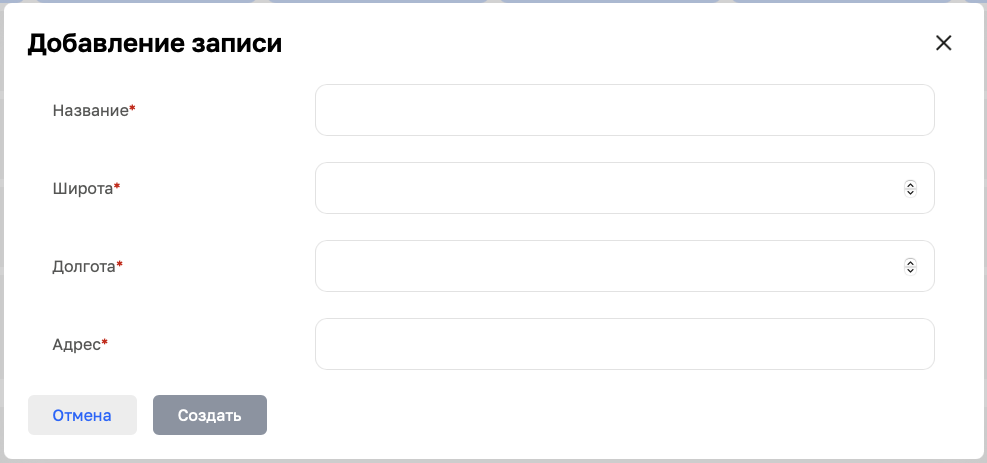 Добавление записи
Название*
Широта*
Долгота*
Адрес*
Отмена Создать